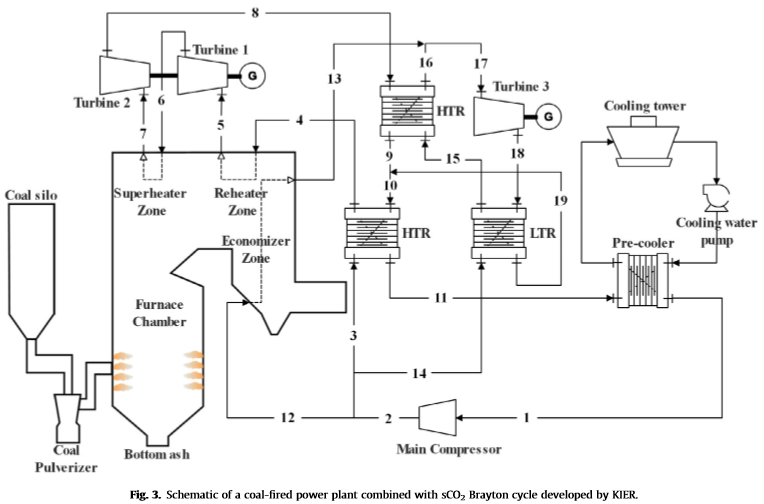 8
Turbine 1
G
Turbine 2
6
7
5
4
13
16
17
Turbine 3
HTR
G
9
15
18
10
19
Cooling tower
Cooling water
pump
Coal silo
Superheater
Zone
Reheater
Zone
Economizer
Zone
HTR
LTR
Pre-cooler
Furnace
Chamber
11
3
14
12
2
1
Main Compressor
Coal
Pulverizer
Bottom ash
Fig. 3. Schematic of a coal-fired power plant combined with sCO₂ Brayton cycle developed by KIER.